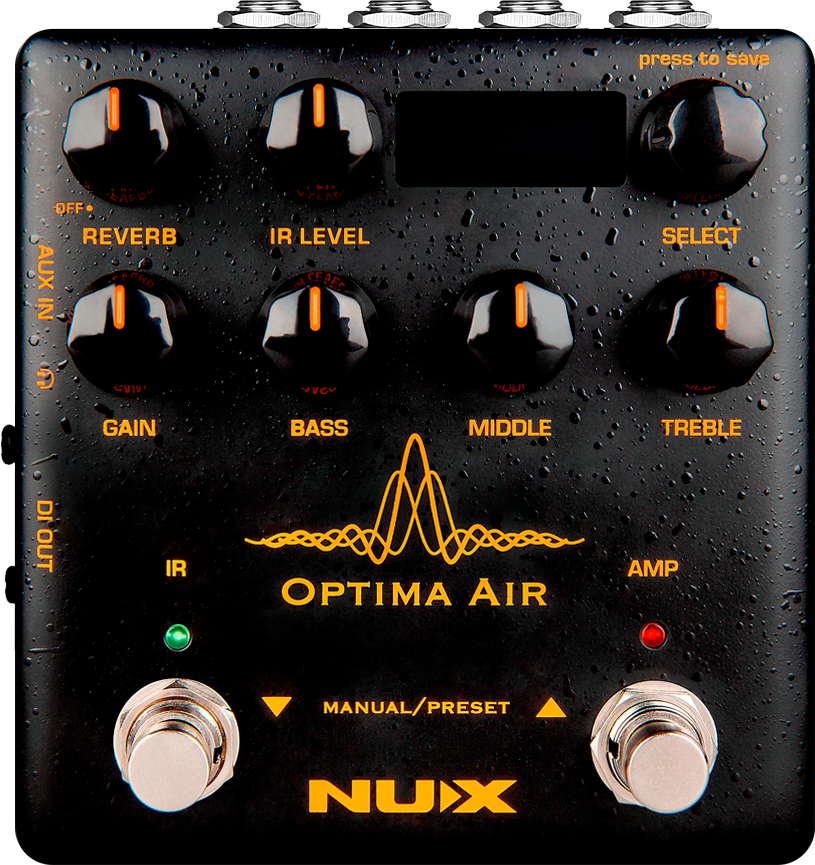 press to save
OFF
REVERB
IR LEVEL
SELECT
AUX IN
GAIN
BASS
MIDDLE
TREBLE
DI OUT
IR
AMP
OPTIMA AIR
MANUAL/PRESET
NUX